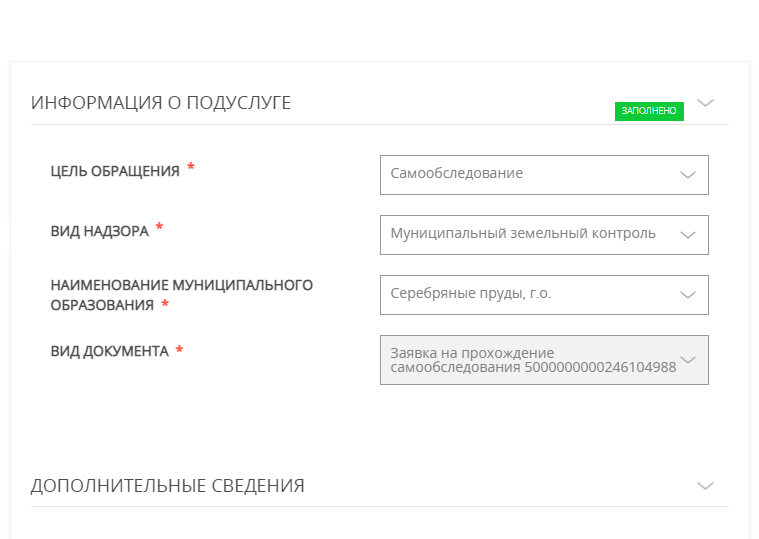 ИНФОРМАЦИЯ О ПОДУСЛУГЕ
ЗАПОЛНЕНО
ЦЕЛЬ ОБРАЩЕНИЯ *
Самообследование
ВИД НАДЗОРА *
Муниципальный земельный контроль
НАИМЕНОВАНИЕ МУНИЦИПАЛЬНОГО
ОБРАЗОВАНИЯ *
Серебряные пруды, г.о.
ВИД ДОКУМЕНТА *
Заявка на прохождение
самообследования 5000000000246104988
ДОПОЛНИТЕЛЬНЫЕ СВЕДЕНИЯ